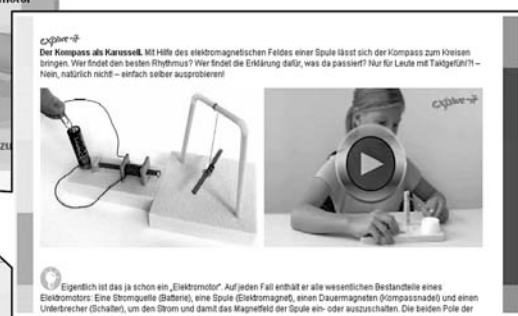 explore-it
Der Kompass als Karussell. Mit Hilfe des elektromagnetischen Feldes einer Spule lässt sich der Kompass zum Kreisen
bringen. Wer findet den besten Rhythmus? Wer findet die Erklärung dafür, was da passiert? Nur für Leute mit Taktgefühl?! –
Nein, natürlich nicht! – einfach selber ausprobieren!
explore-it
Eigentlich ist das ja schon ein „Elektromotor“. Auf jeden Fall enthält er alle wesentlichen Bestandteile eines
Elektromotors: Eine Stromquelle (Batterie), eine Spule (Elektromagnet), einen Dauermagneten (Kompassnadel) und einen
Unterbrecher (Schalter), um den Strom und damit das Magnetfeld der Spule ein- oder auszuschalten. Die beiden Pole der